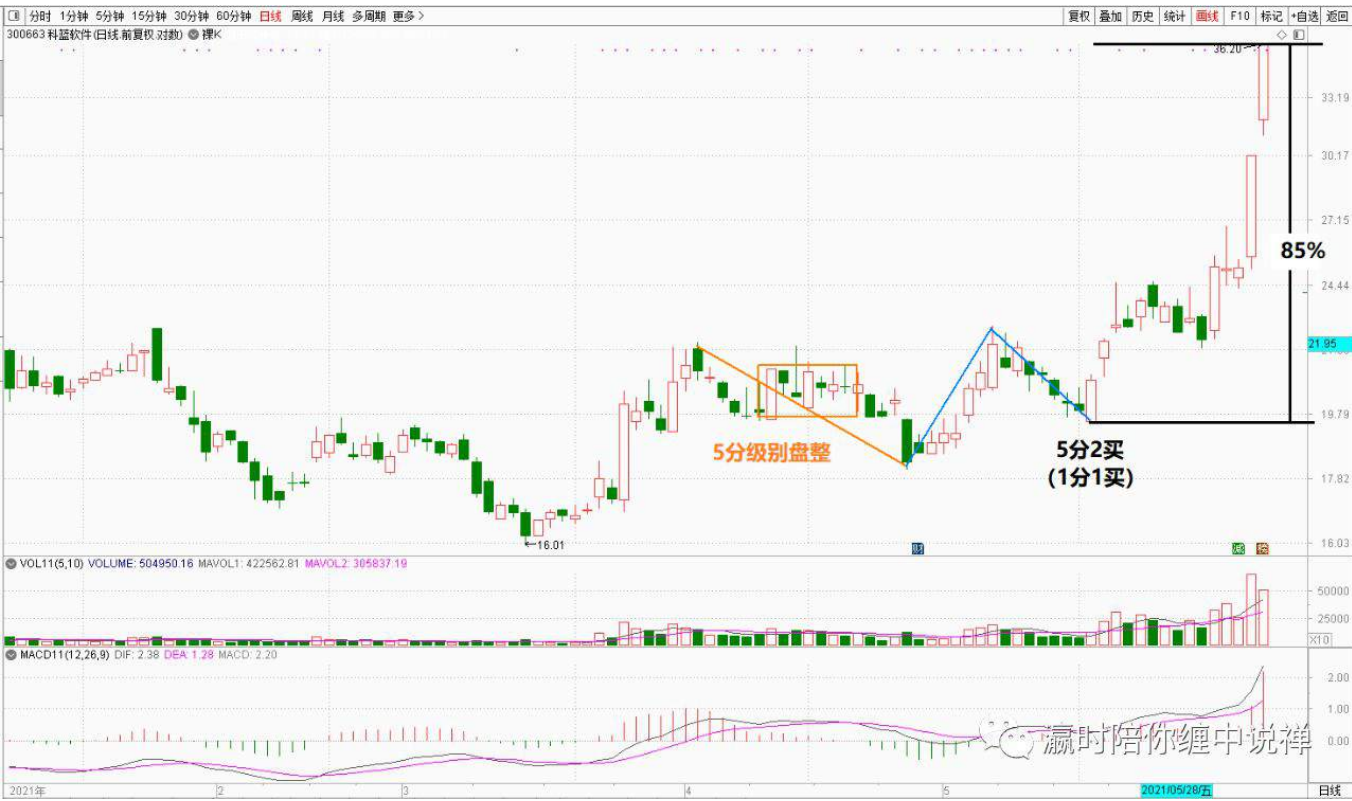 分时 1分钟 5分钟 15分钟 30分钟 60分钟 日线 周线 月线 多周期 更多>
复权 叠加 历史 统计 画线 F10 标记 +自选 返回
300663 科蓝软件(日线.前复权.对数) 裸K
36.20
33.19
30.17
27.15
85%
24.44
21.95
19.79
5分级别盘整
5分2买
(1分1买)
17.82
←16.01
16.03
财
VOL11(5,10) VOLUME: 504950.16 MAVOL1: 422562.81 MAVOL2: 305837.19
50000
25000
X10
MACD11(12,26,9) DIF: 2.38 DEA: 1.28 MACD: 2.20
2.00
1.00
0.00
瀛时陪你缠中说禅
2021年 2 3 4 5 2021/05/28/五 日线